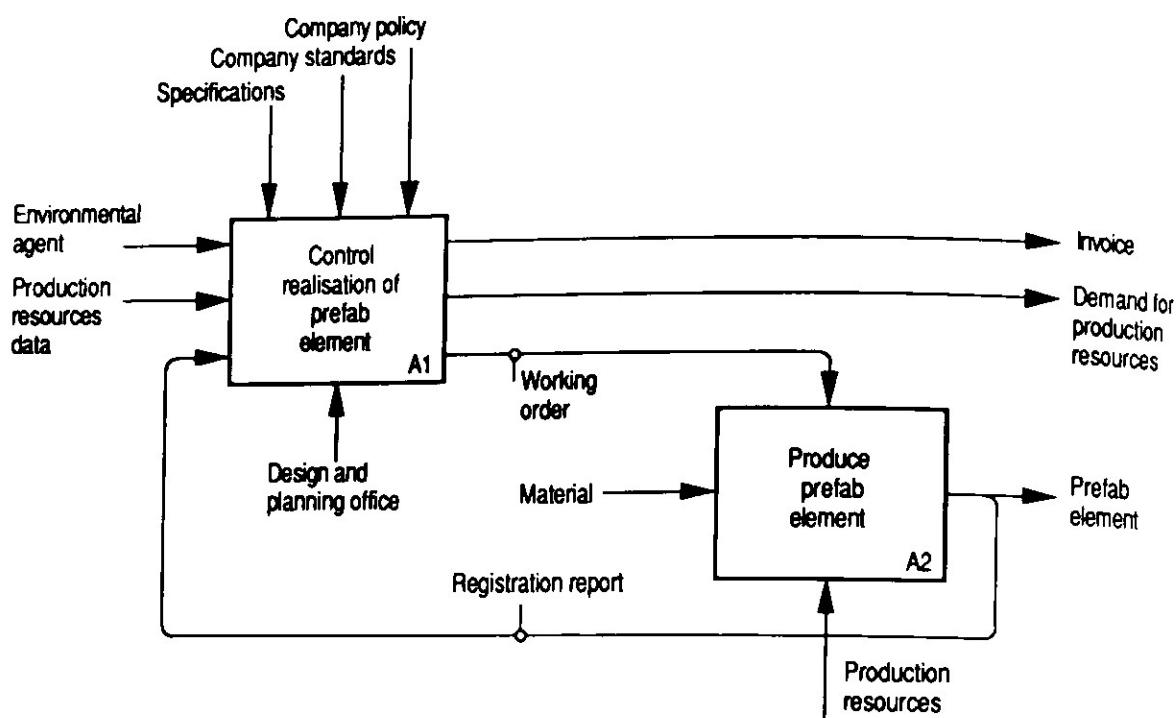 Company policy
Company standards
Specifications
Environmental
agent
Production
resources
data
Control
realisation of
prefab
element
A1
Invoice
Demand for
production
resources
Working
order
Design and
planning office
Material
Produce
prefab
element
A2
Prefab
element
Registration report
Production
resources